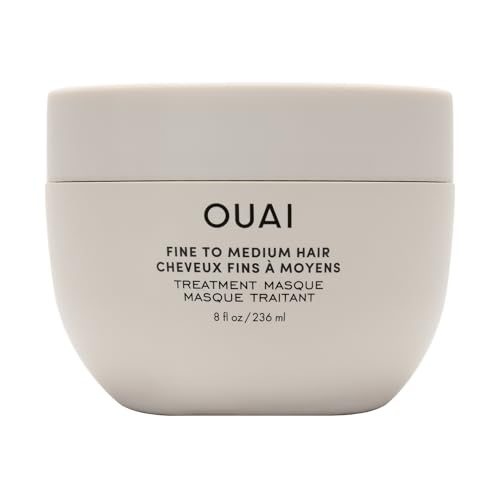 OUAI
FINE TO MEDIUM HAIR
CHEVEUX FINS À MOYENS
TREATMENT MASQUE
MASQUE TRAITANT
8 fl oz / 236 ml